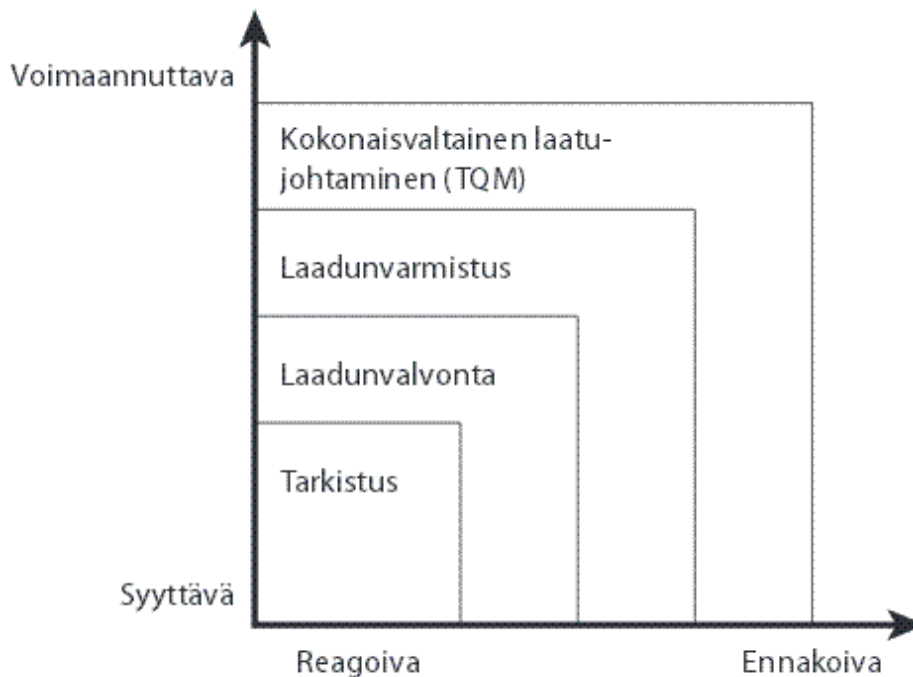 Voimaannuttava
Kokonaisvaltainen laatu-
johtaminen (TQM)
Laadunvarmistus
Laadunvalvonta
Tarkistus
Syyttävä
Reagoiva
Ennakoiva